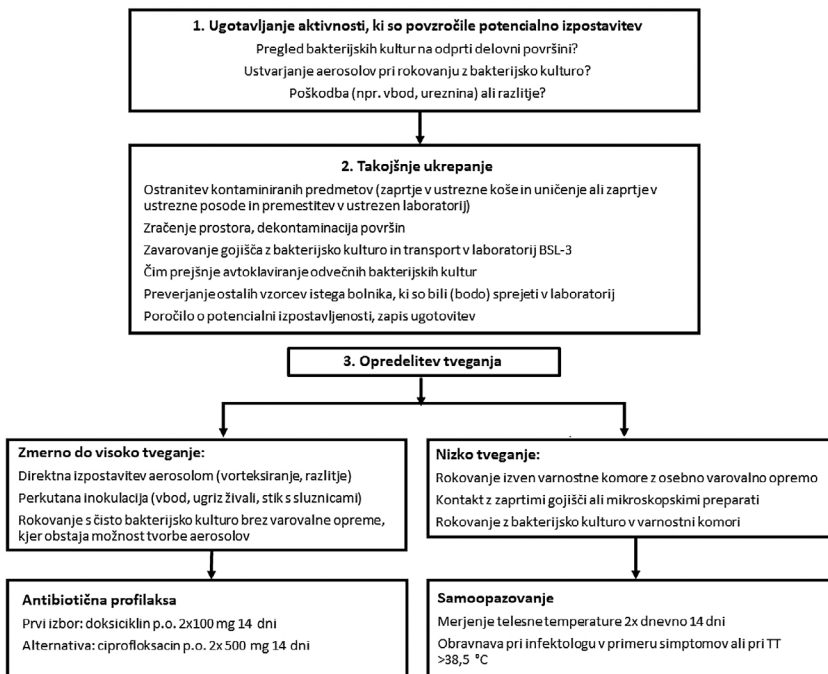 1. Ugotavljanje aktivnosti, ki so povzročile potencialno izpostavitev
Pregled bakterijskih kultur na odprti delovni površini?
Ustvarjanje aerosolov pri rokovanju z bakterijsko kulturo?
Poškodba (npr. vbod, ureznina) ali razlitje?
2. Takojšnje ukrepanje
Ostranitev kontaminiranih predmetov (zaprtje v ustrezne koše in uničenje ali zaprtje v
ustrezne posode in premestitev v ustrezen laboratorij)
Zračenje prostora, dekontaminacija površin
Zavarovanje gojišča z bakterijsko kulturo in transport v laboratorij BSL-3
Čim prejšnje avtoklaviranje odvečnih bakterijskih kultur
Preverjanje ostalih vzorcev istega bolnika, ki so bili (bodo) sprejeti v laboratorij
Poročilo o potencialni izpostavljenosti, zapis ugotovitev
3. Opredelitev tveganja
Zmerno do visoko tveganje:
Direktna izpostavitev aerosolom (vorteksiranje, razlitje)
Perkutana inokulacija (vbod, ugriz živali, stik s sluznicami)
Rokovanje s čisto bakterijsko kulturo brez varovalne opreme,
kjer obstaja možnost tvorbe aerosolov
Nizko tveganje:
Rokovanje izven varnostne komore z osebno varovalno opremo
Kontakt z zaprtimi gojišči ali mikroskopskimi preparati
Rokovanje z bakterijsko kulturo v varnostni komori
Antibiotična profilaksa
Prvi izbor: doksiciklin p.o. 2x100 mg 14 dni
Alternativa: ciprofloksacin p.o. 2x 500 mg 14 dni
Samoopazovanje
Merjenje telesne temperature 2x dnevno 14 dni
Obravnava pri infektologu v primeru simptomov ali pri TT
>38,5 °C